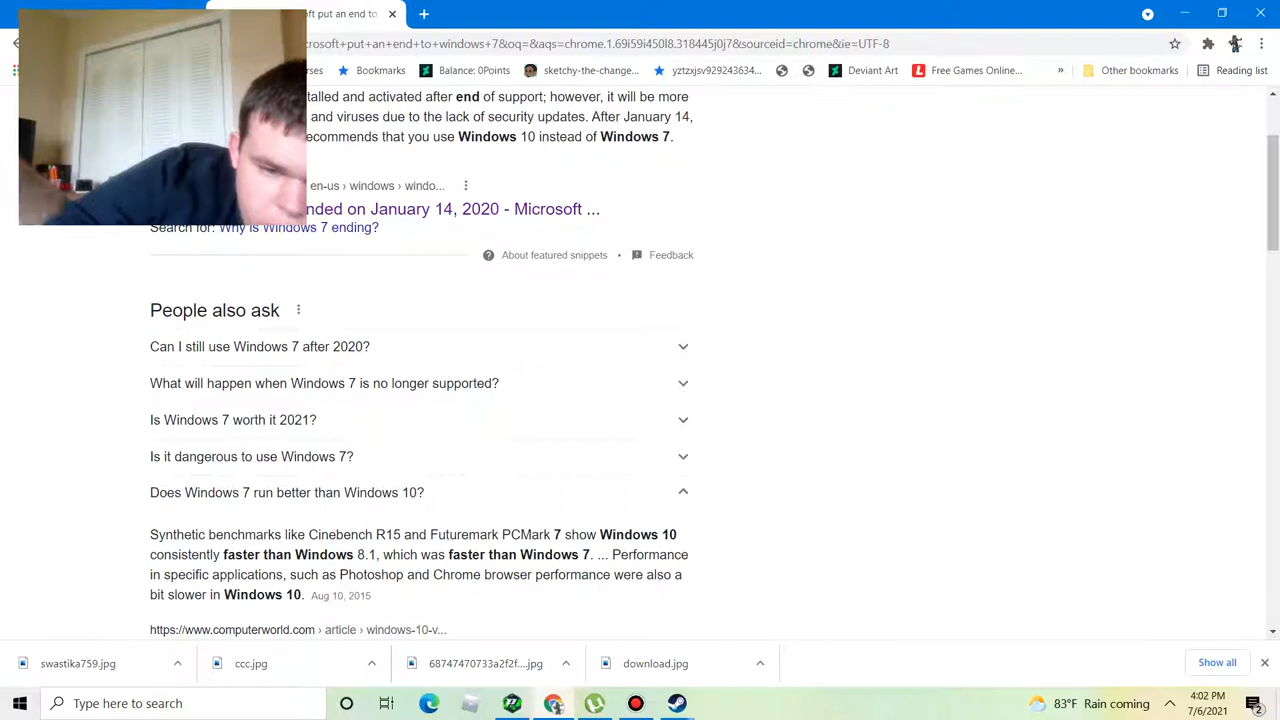 oft put an end to
crosoft+put+an+end+to+windows+7&oq=&aqs=chrome.1.69i59i450l8.318445j0j7&sourceid=chrome&ie=UTF-8
rses Bookmarks Balance: 0Points sketchy-the-change... yztzxjsv929243634... Deviant Art Free Games Online... » Other bookmarks Reading list
talled and activated after end of support; however, it will be more
and viruses due to the lack of security updates. After January 14,
ecommends that you use Windows 10 instead of Windows 7.
en-us › windows › windo...
nded on January 14, 2020 - Microsoft ...
Search for: Why is Windows 7 ending?
About featured snippets • Feedback
People also ask
Can I still use Windows 7 after 2020?
What will happen when Windows 7 is no longer supported?
Is Windows 7 worth it 2021?
Is it dangerous to use Windows 7?
Does Windows 7 run better than Windows 10?
Synthetic benchmarks like Cinebench R15 and Futuremark PCMark 7 show Windows 10
consistently faster than Windows 8.1, which was faster than Windows 7. ... Performance
in specific applications, such as Photoshop and Chrome browser performance were also a
bit slower in Windows 10. Aug 10, 2015
https://www.computerworld.com › article › windows-10-v...
swastika759.jpg ccc.jpg 68747470733a2f2f....jpg download.jpg Show all
Type here to search 83°F Rain coming 4:02 PM
7/6/2021 2